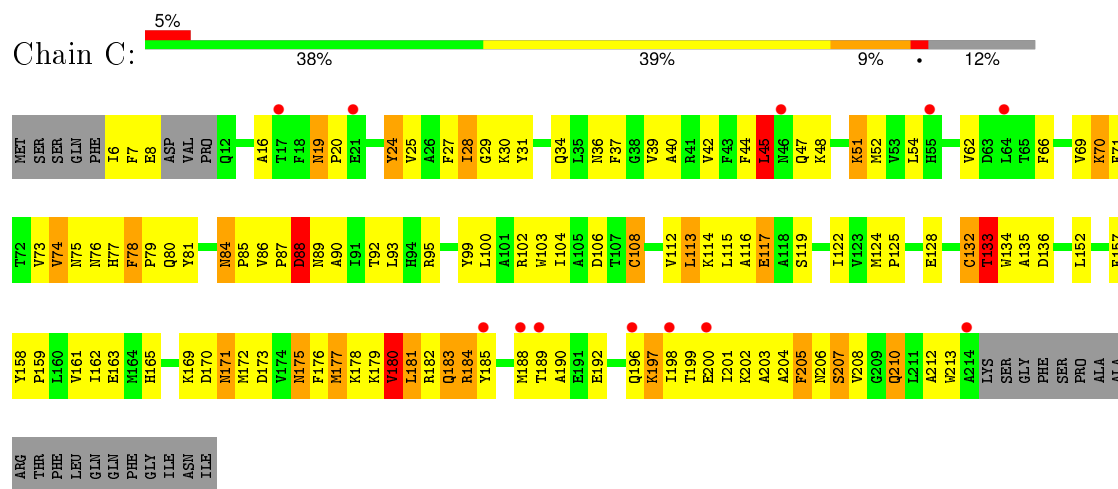 5%
Chain C:
38% 39% 9% • 12%
MET SER SER GLN PHE I6 F7 E8 ASP VAL PRO Q12 A16 T17 F18 N19 P20 E21 Y24 V25 A26 F27 I28 G29 K30 Y31 Q34 L35 N36 F37 G38 V39 A40 R41 V42 F43 F44 L45 N46 Q47 K48 K51 M52 V53 L54 H55 V62 D63 L64 T65 F66 V69 K70 E71
T72 V73 V74 N75 N76 H77 F78 P79 Q80 Y81 N84 P85 V86 P87 D88 N89 A90 I91 T92 L93 H94 R95 Y99 L100 A101 R102 W103 I104 A105 D106 T107 C108 V112 L113 K114 L115 A116 E117 A118 S119 I122 V123 M124 P125 E128 C132 T133 W134 A135 D136 L152 E157
Y158 P159 L160 V161 I162 E163 M164 H165 K169 D170 N171 M172 D173 V174 N175 F176 M177 K178 K179 V180 L181 R182 Q183 R184 Y185 M188 T189 A190 E191 E192 Q196 K197 I198 T199 E200 I201 K202 A203 A204 F205 N206 S207 V208 G209 Q210 L211 A212 W213 A214 LYS SER GLY PHE SER PRO ALA ALA
ARG THR PHE LEU GLN GLN PHE GLY ILE ASN ILE